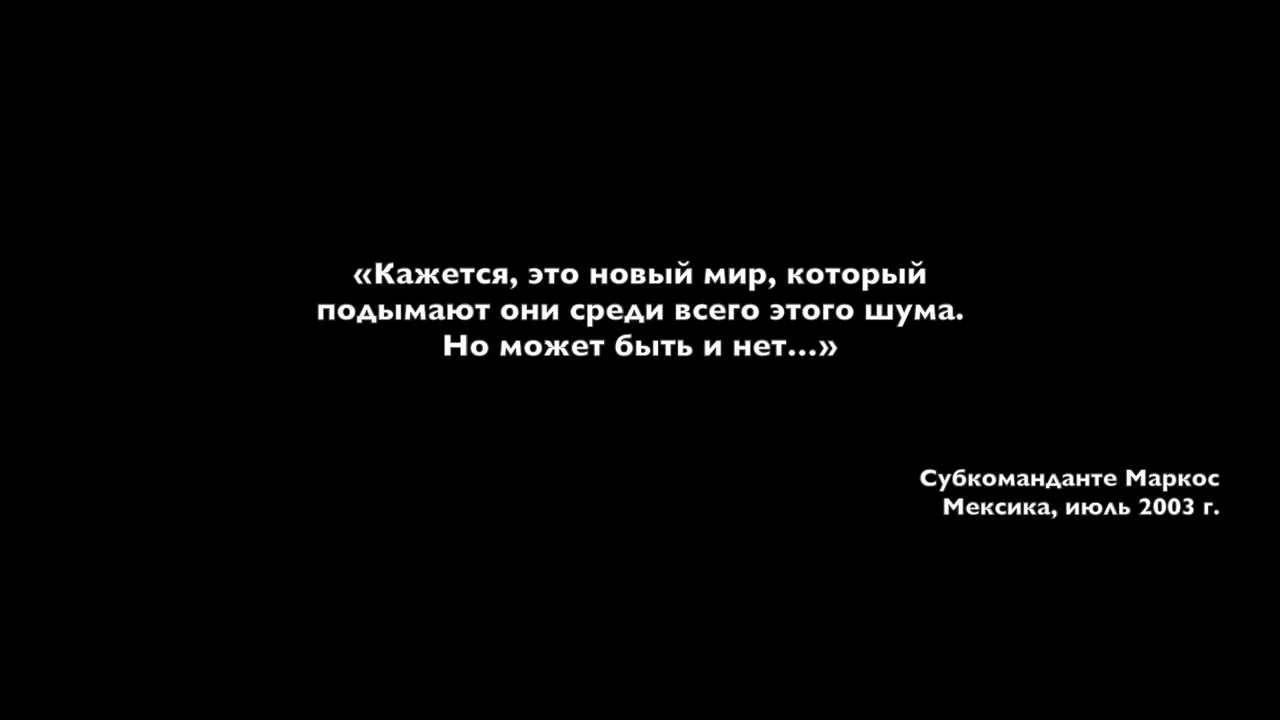 «Кажется, это новый мир, который
подымают они среди всего этого шума.
Но может быть и нет...»
Субкоманданте Маркос
Мексика, июль 2003 г.